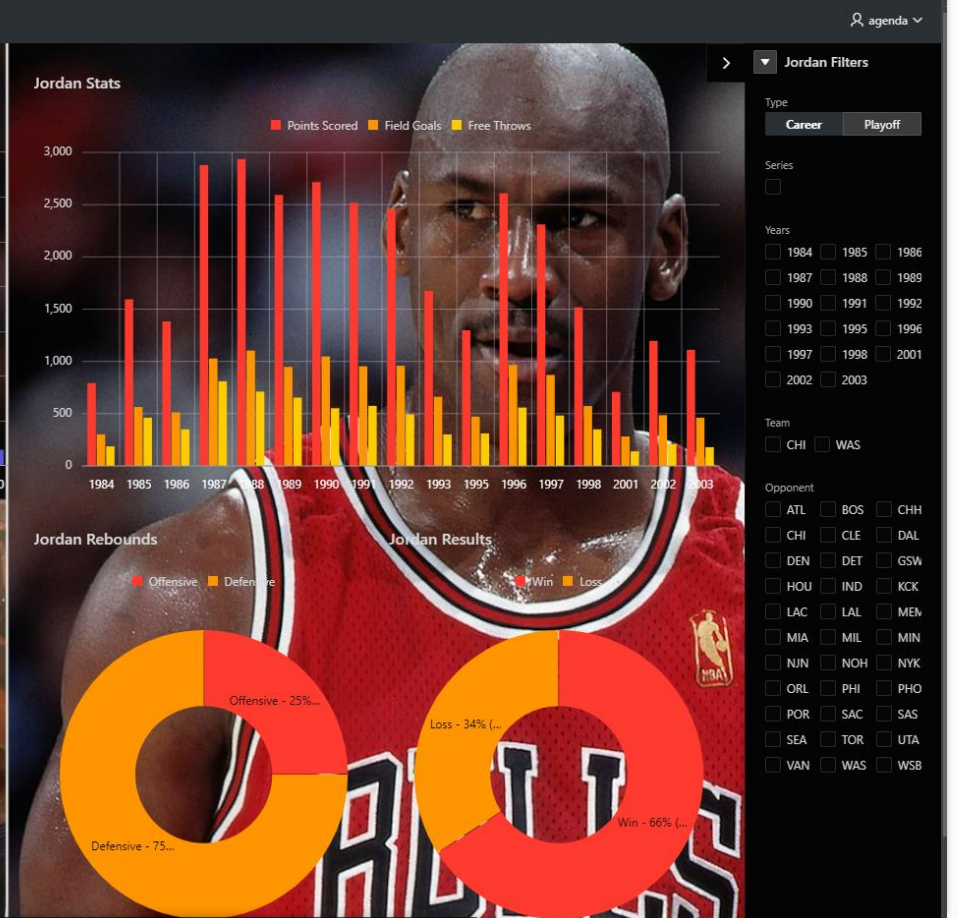 agenda
Jordan Stats
Points Scored Field Goals Free Throws
3,000
2,500
2,000
1,500
1,000
500
0
1984 1985 1986 1987 1988 1989 1990 1991 1992 1993 1995 1996 1997 1998 2001 2002 2003
Jordan Rebounds
Offensive Defensive
Offensive - 25%...
Defensive - 75...
Jordan Results
Win Loss
Loss - 34% (...
Win - 66% (...
BULLS
NBA
Jordan Filters
Type
Career Playoff
Series
Years
1984 1985 1986
1987 1988 1989
1990 1991 1992
1993 1995 1996
1997 1998 2001
2002 2003
Team
CHI WAS
Opponent
ATL BOS CHH
CHI CLE DAL
DEN DET GSW
HOU IND KCK
LAC LAL MEM
MIA MIL MIN
NJN NOH NYK
ORL PHI PHO
POR SAC SAS
SEA TOR UTA
VAN WAS WSB